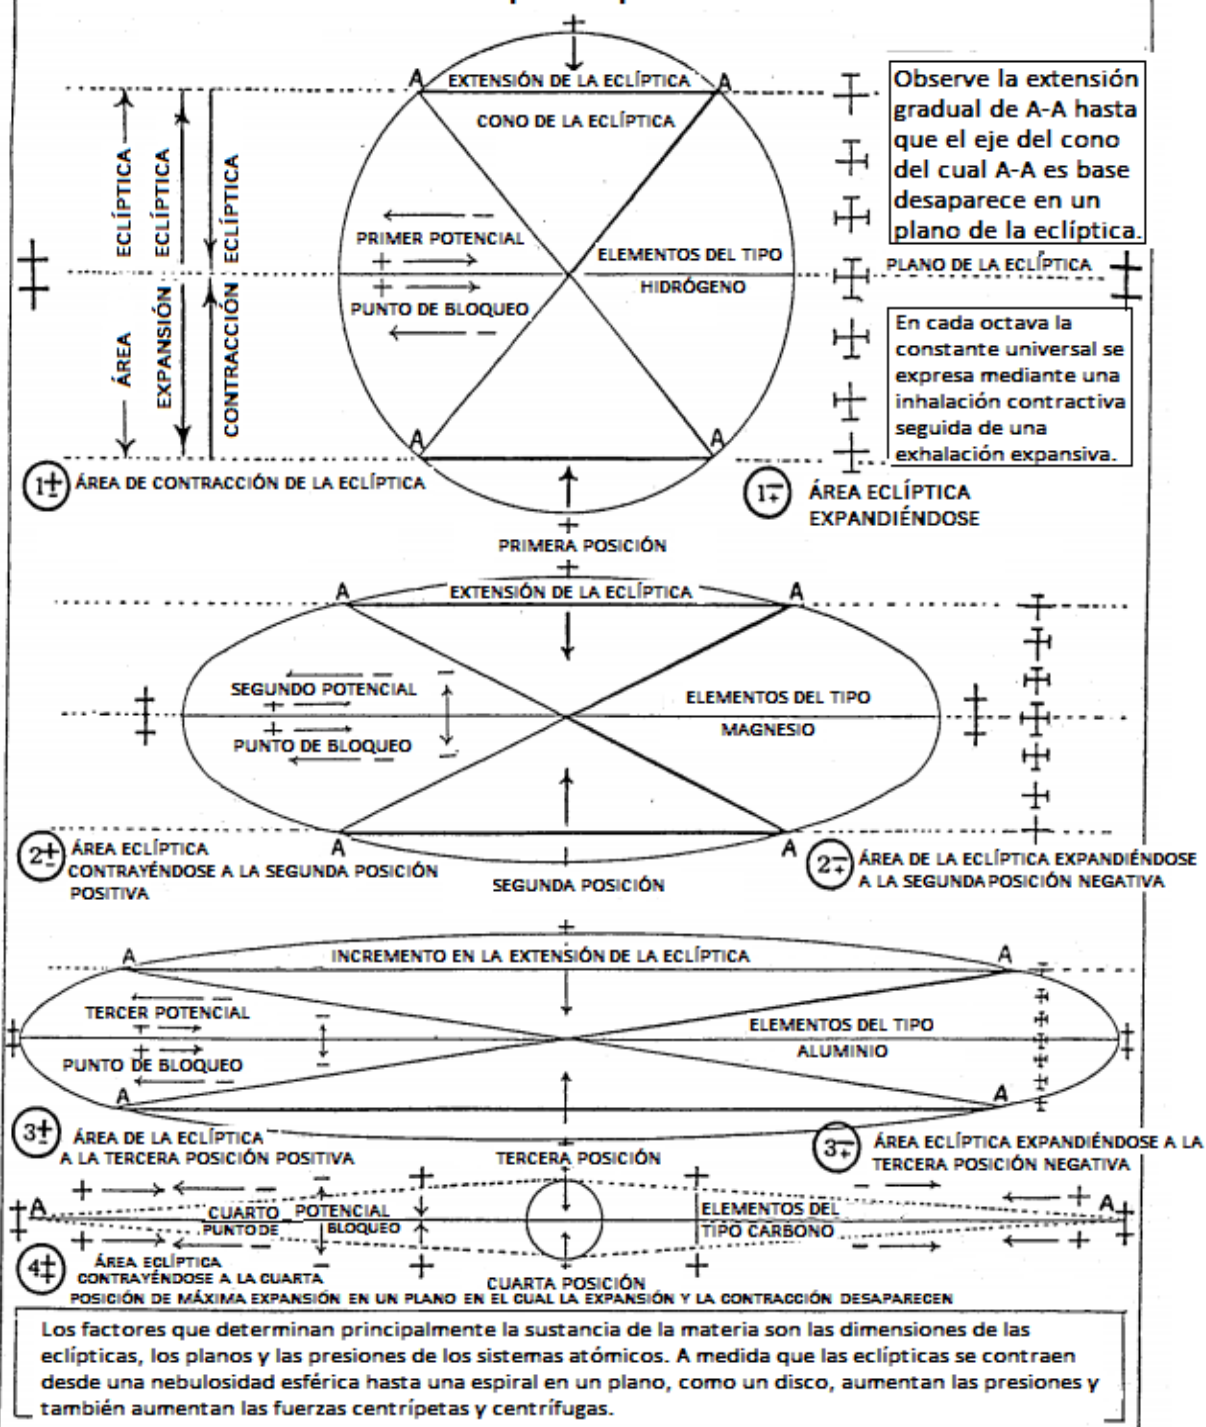 EXTENSIÓN DE LA ECLÍPTICA
A A
CONO DE LA ECLÍPTICA
Observe la extensión
gradual de A-A hasta
que el eje del cono
del cual A-A es base
desaparece en un
plano de la eclíptica.
ÁREA ECLÍPTICA
EXPANSIÓN ECLÍPTICA
CONTRACCIÓN ECLÍPTICA
PRIMER POTENCIAL
+ −
PUNTO DE BLOQUEO
+ −
ELEMENTOS DEL TIPO
HIDRÓGENO
PLANO DE LA ECLÍPTICA
En cada octava la
constante universal se
expresa mediante una
inhalación contractiva
seguida de una
exhalación expansiva.
A A
1± ÁREA DE CONTRACCIÓN DE LA ECLÍPTICA
1∓ ÁREA ECLÍPTICA
EXPANDIÉNDOSE
PRIMERA POSICIÓN
A EXTENSIÓN DE LA ECLÍPTICA A
SEGUNDO POTENCIAL
+ −
PUNTO DE BLOQUEO
+ −
ELEMENTOS DEL TIPO
MAGNESIO
A A
2± ÁREA ECLÍPTICA
CONTRAYÉNDOSE A LA SEGUNDA POSICIÓN
POSITIVA
SEGUNDA POSICIÓN
2∓ ÁREA DE LA ECLÍPTICA EXPANDIÉNDOSE
A LA SEGUNDA POSICIÓN NEGATIVA
A INCREMENTO EN LA EXTENSIÓN DE LA ECLÍPTICA A
TERCER POTENCIAL
+ −
PUNTO DE BLOQUEO
+ −
ELEMENTOS DEL TIPO
ALUMINIO
A A
3± ÁREA DE LA ECLÍPTICA
A LA TERCERA POSICIÓN POSITIVA
TERCERA POSICIÓN
3∓ ÁREA ECLÍPTICA EXPANDIÉNDOSE A LA
TERCERA POSICIÓN NEGATIVA
A CUARTO POTENCIAL
PUNTO DE BLOQUEO
ELEMENTOS DEL A
TIPO CARBONO
4‡ ÁREA ECLÍPTICA
CONTRAYÉNDOSE A LA CUARTA
CUARTA POSICIÓN
POSICIÓN DE MÁXIMA EXPANSIÓN EN UN PLANO EN EL CUAL LA EXPANSIÓN Y LA CONTRACCIÓN DESAPARECEN
Los factores que determinan principalmente la sustancia de la materia son las dimensiones de las
eclípticas, los planos y las presiones de los sistemas atómicos. A medida que las eclípticas se contraen
desde una nebulosidad esférica hasta una espiral en un plano, como un disco, aumentan las presiones y
también aumentan las fuerzas centrípetas y centrífugas.